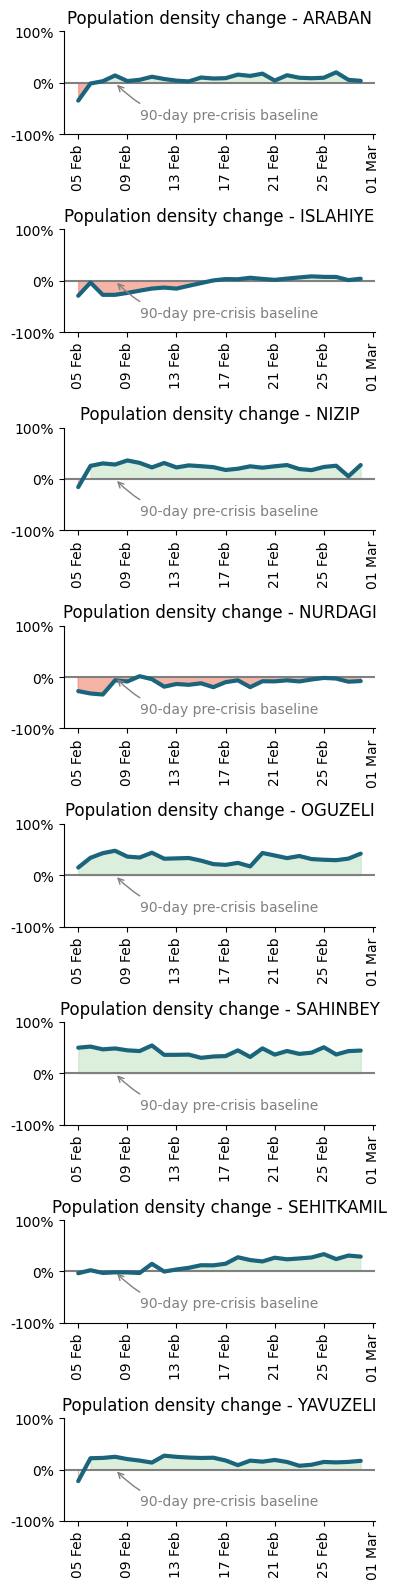 Population density change - ARABAN
100%
0%
90-day pre-crisis baseline
-100%
05 Feb
09 Feb
13 Feb
17 Feb
21 Feb
25 Feb
01 Mar
Population density change - ISLAHIYE
100%
0%
90-day pre-crisis baseline
-100%
05 Feb
09 Feb
13 Feb
17 Feb
21 Feb
25 Feb
01 Mar
Population density change - NIZIP
100%
0%
90-day pre-crisis baseline
-100%
05 Feb
09 Feb
13 Feb
17 Feb
21 Feb
25 Feb
01 Mar
Population density change - NURDAGI
100%
0%
90-day pre-crisis baseline
-100%
05 Feb
09 Feb
13 Feb
17 Feb
21 Feb
25 Feb
01 Mar
Population density change - OGUZELI
100%
0%
90-day pre-crisis baseline
-100%
05 Feb
09 Feb
13 Feb
17 Feb
21 Feb
25 Feb
01 Mar
Population density change - SAHINBEY
100%
0%
90-day pre-crisis baseline
-100%
05 Feb
09 Feb
13 Feb
17 Feb
21 Feb
25 Feb
01 Mar
Population density change - SEHITKAMIL
100%
0%
90-day pre-crisis baseline
-100%
05 Feb
09 Feb
13 Feb
17 Feb
21 Feb
25 Feb
01 Mar
Population density change - YAVUZELI
100%
0%
90-day pre-crisis baseline
-100%
05 Feb
09 Feb
13 Feb
17 Feb
21 Feb
25 Feb
01 Mar